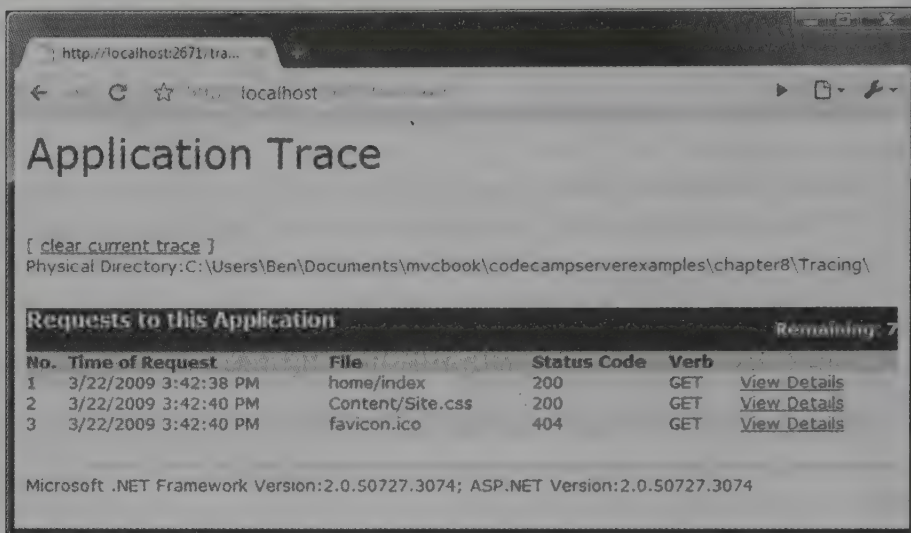 http://localhost:2671/tra...
localhost
Application Trace
[ clear current trace ]
Physical Directory:C:\Users\Ben\Documents\mvcbook\codecampserverexamples\chapter8\Tracing\
Requests to this Application Remaining: 7
No. Time of Request File Status Code Verb
1 3/22/2009 3:42:38 PM home/index 200 GET View Details
2 3/22/2009 3:42:40 PM Content/Site.css 200 GET View Details
3 3/22/2009 3:42:40 PM favicon.ico 404 GET View Details
Microsoft .NET Framework Version:2.0.50727.3074; ASP.NET Version:2.0.50727.3074